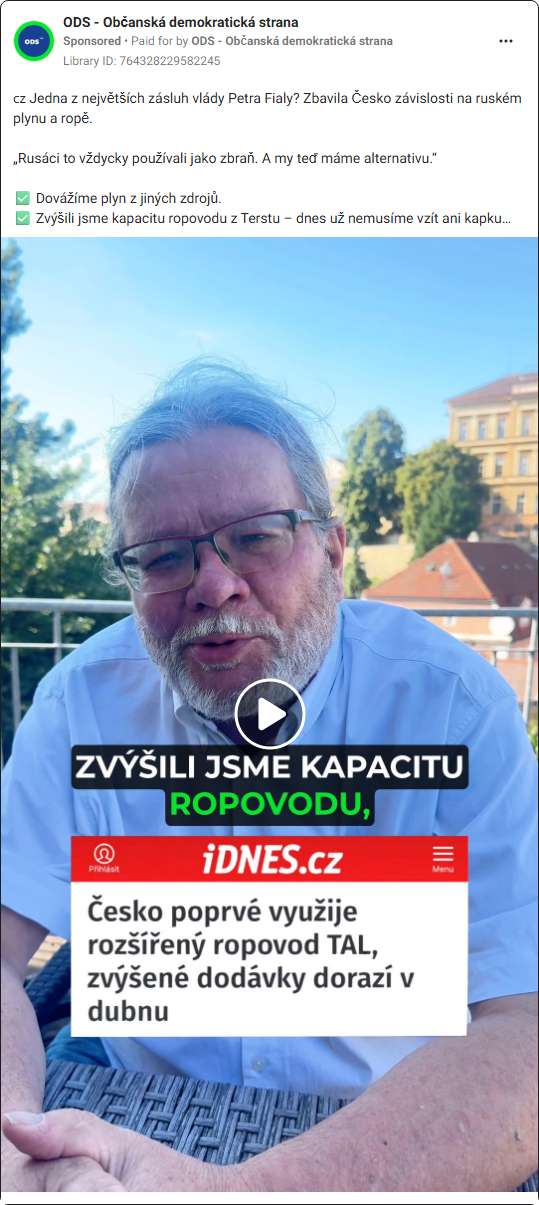 ODS - Občanská demokratická strana
Sponsored • Paid for by ODS - Občanská demokratická strana
Library ID: 764328229582245
cz Jedna z největších zásluh vlády Petra Fialy? Zbavila Česko závislosti na ruském
plynu a ropě.
„Rusáci to vždycky používali jako zbraň. A my teď máme alternativu.“
✅ Dovážíme plyn z jiných zdrojů.
✅ Zvýšili jsme kapacitu ropovodu z Terstu – dnes už nemusíme vzít ani kapku...
ODS
ZVÝŠILI JSME KAPACITU
ROPOVODU,
Přihlásit
iDNES.cz
Menu
Česko poprvé využije
rozšířený ropovod TAL,
zvýšené dodávky dorazí v
dubnu